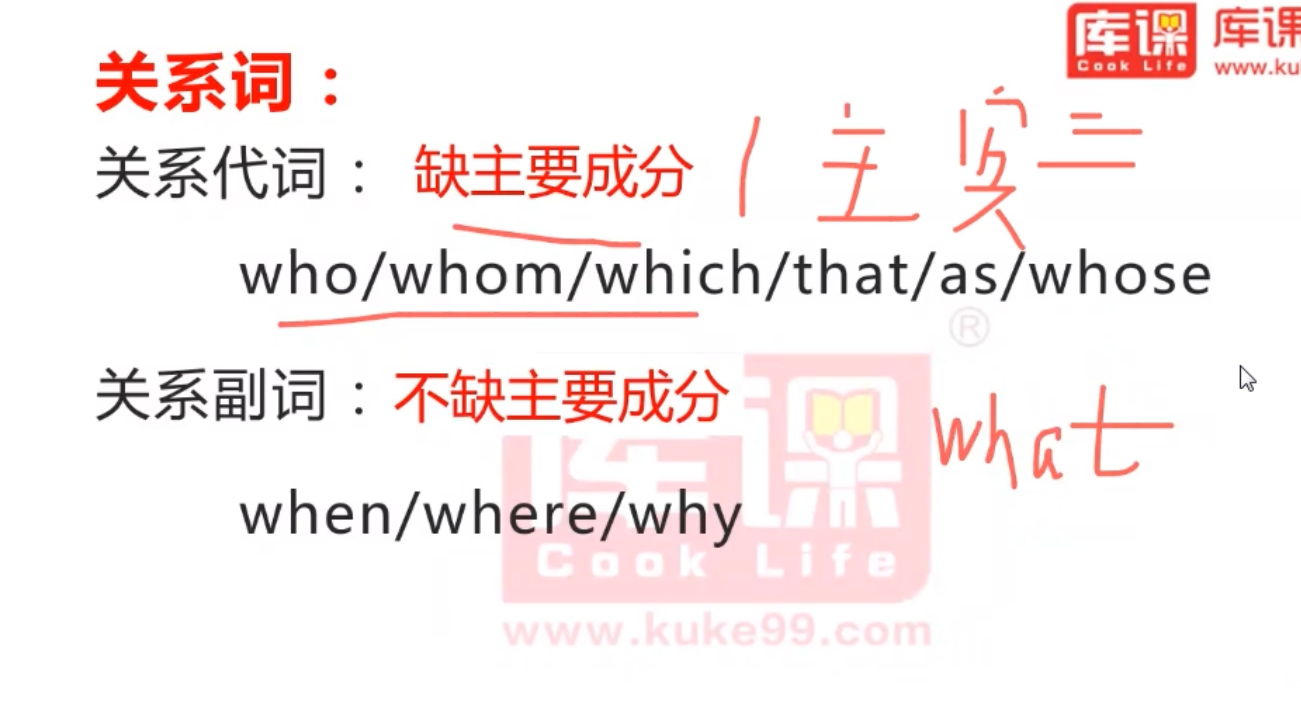 库课 库课
Cook Life www.ku
关系词：
关系代词： 缺主要成分 主 宾
who/whom/which/that/as/whose
®
关系副词： 不缺主要成分
what
when/where/why
库课
Cook Life
www.kuke99.com